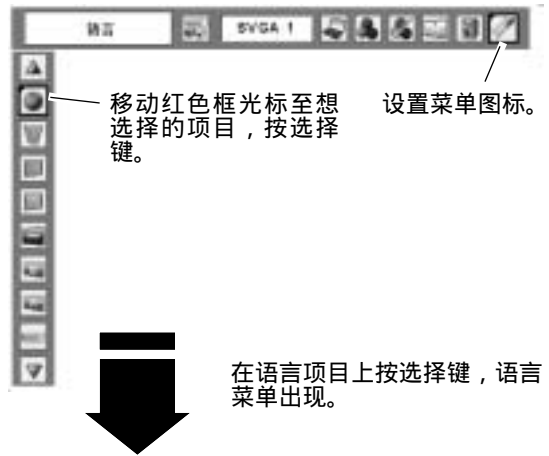 语言
SVGA 1
移动红色框光标至想
选择的项目，按选择
键。
设置菜单图标。
在语言项目上按选择键，语言
菜单出现。